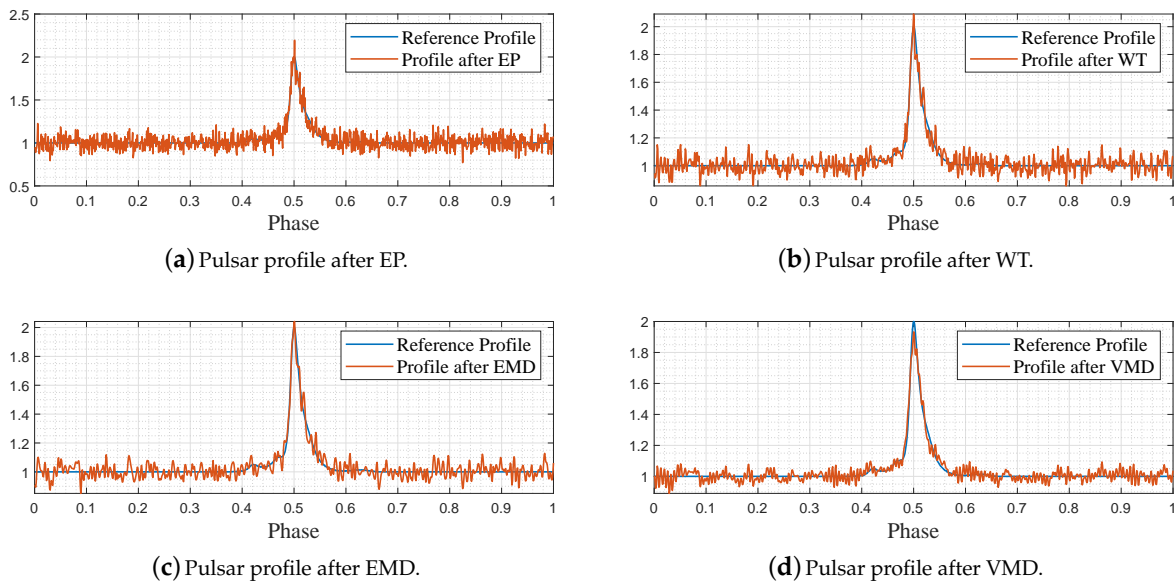 2.5
2
1.5
1
0.5
0 0.1 0.2 0.3 0.4 0.5 0.6 0.7 0.8 0.9 1
Phase
Reference Profile
Profile after EP
(a) Pulsar profile after EP.
2
1.8
1.6
1.4
1.2
1
0 0.1 0.2 0.3 0.4 0.5 0.6 0.7 0.8 0.9 1
Phase
Reference Profile
Profile after WT
(b) Pulsar profile after WT.
2
1.8
1.6
1.4
1.2
1
0 0.1 0.2 0.3 0.4 0.5 0.6 0.7 0.8 0.9 1
Phase
Reference Profile
Profile after EMD
(c) Pulsar profile after EMD.
2
1.8
1.6
1.4
1.2
1
0 0.1 0.2 0.3 0.4 0.5 0.6 0.7 0.8 0.9 1
Phase
Reference Profile
Profile after VMD
(d) Pulsar profile after VMD.